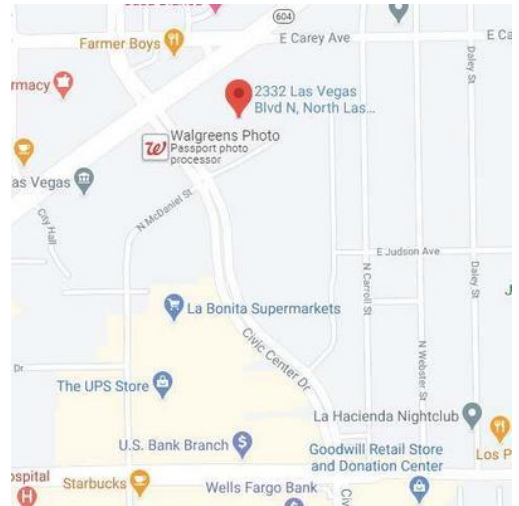 604
E Carey Ave
E Ca
Farmer Boys
Daley St
rmacy
2332 Las Vegas
Blvd N, North Las...
Walgreens Photo
Passport photo
processor
as Vegas
City Hall
N McDaniel St
E Judson Ave
N Carroll St
Daley St
La Bonita Supermarkets
Civic Center Dr
N Webster St
Dr
The UPS Store
La Hacienda Nightclub
U.S. Bank Branch
Los P
Goodwill Retail Store
and Donation Center
ospital
H
Starbucks
Wells Fargo Bank
Civ